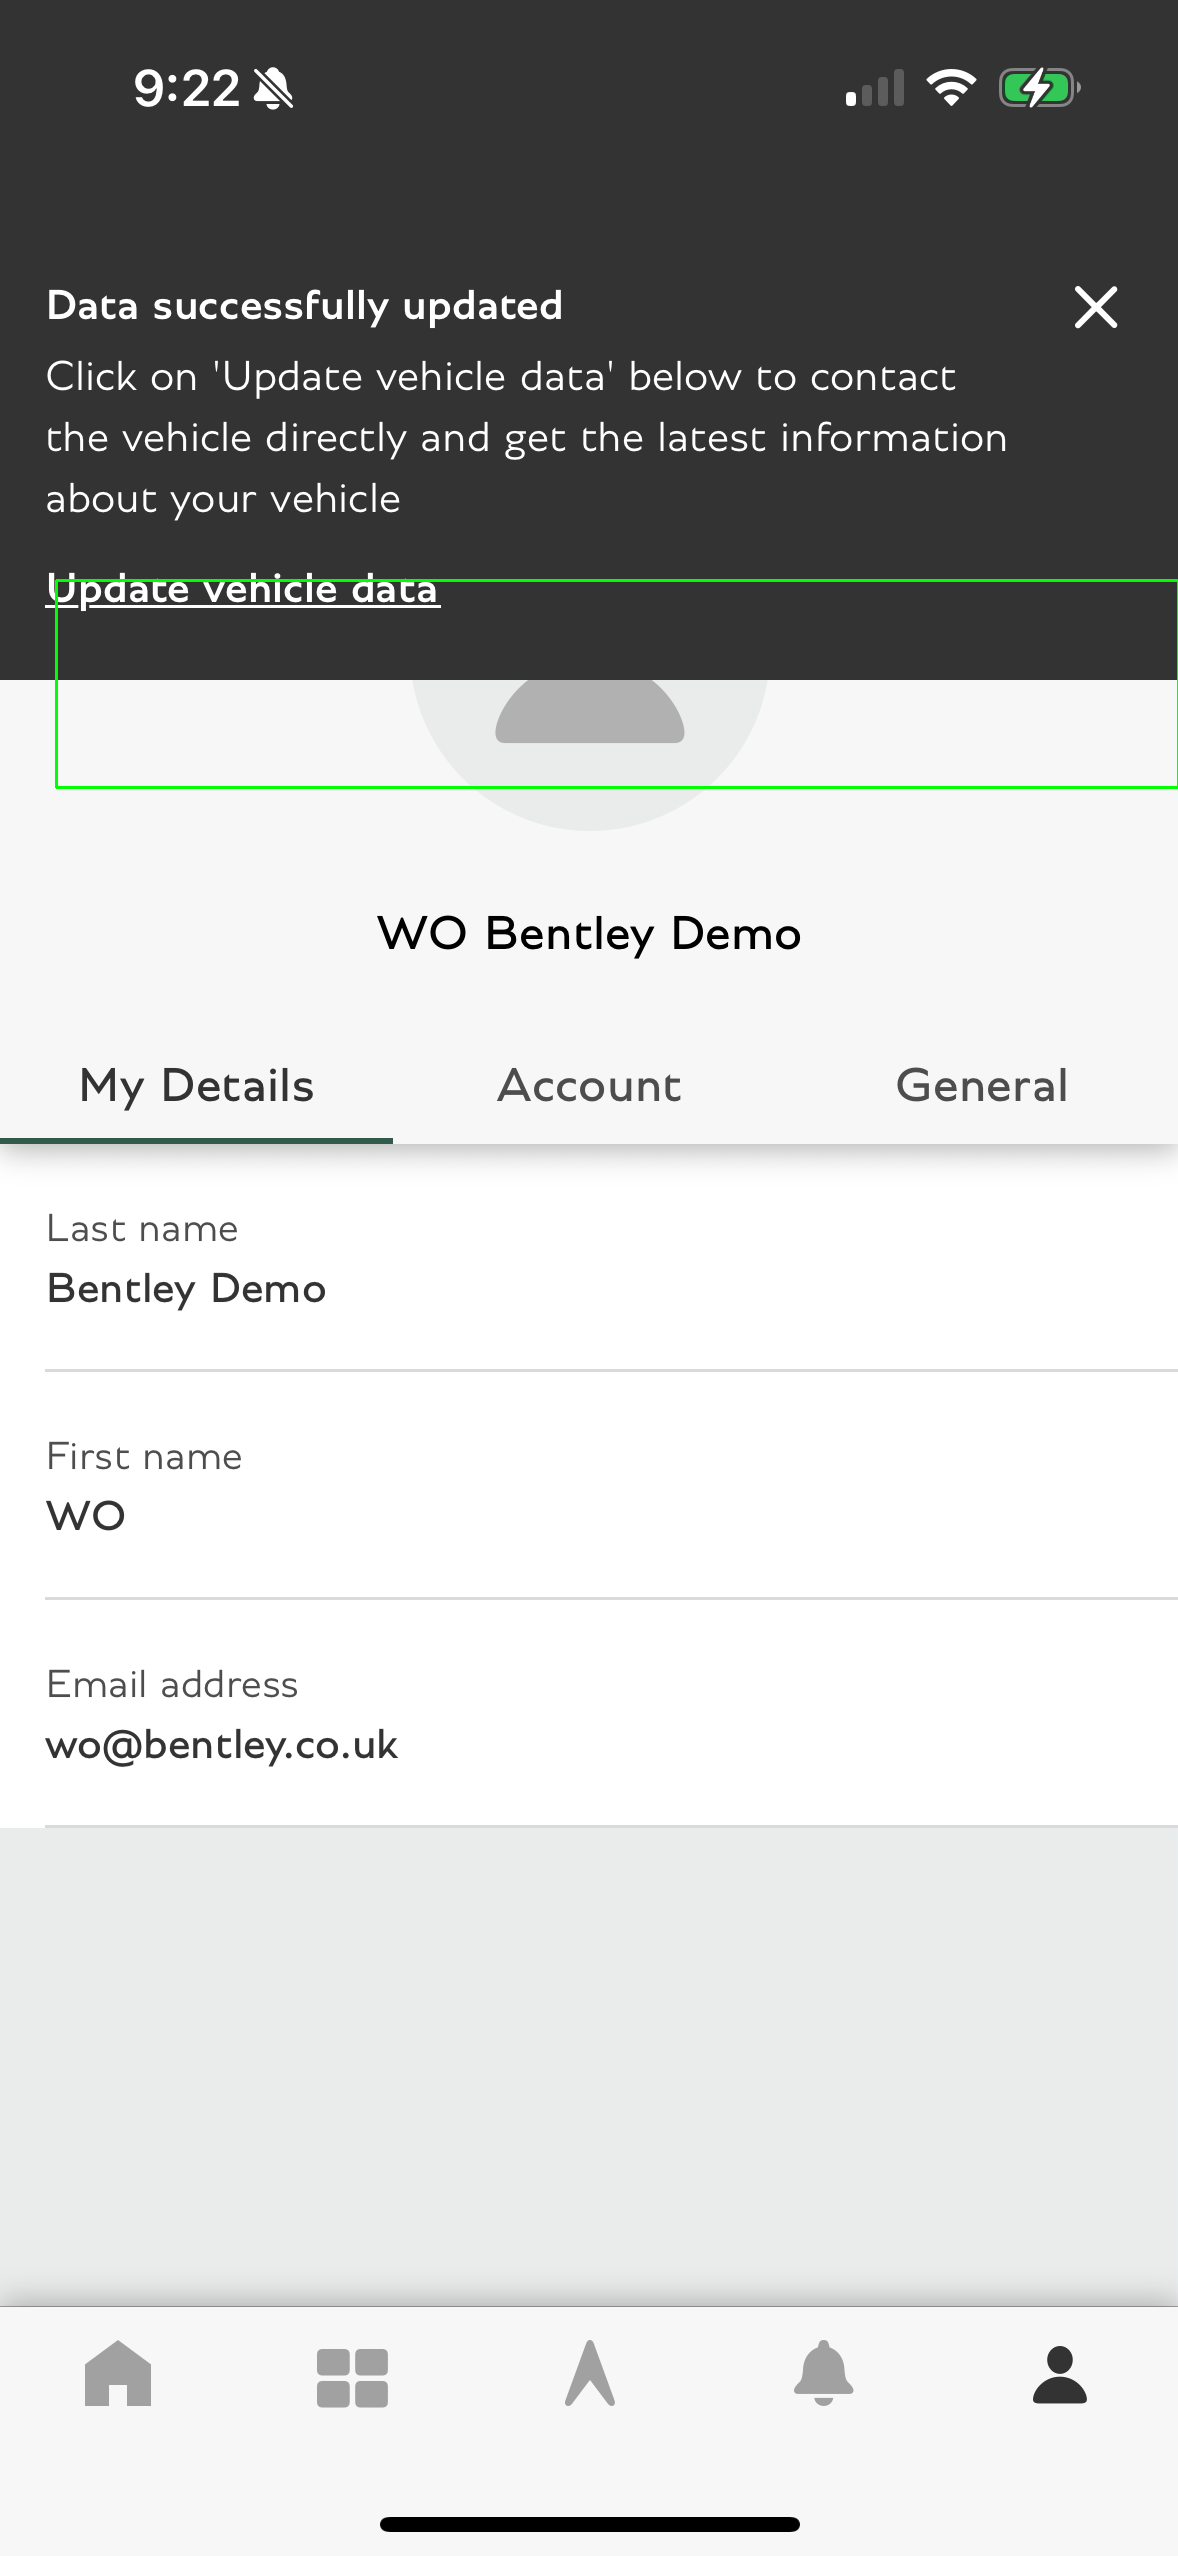 9:22
Data successfully updated
Click on 'Update vehicle data' below to contact
the vehicle directly and get the latest information
about your vehicle
Update vehicle data
WO Bentley Demo
My Details Account General
Last name
Bentley Demo
First name
WO
Email address
wo@bentley.co.uk